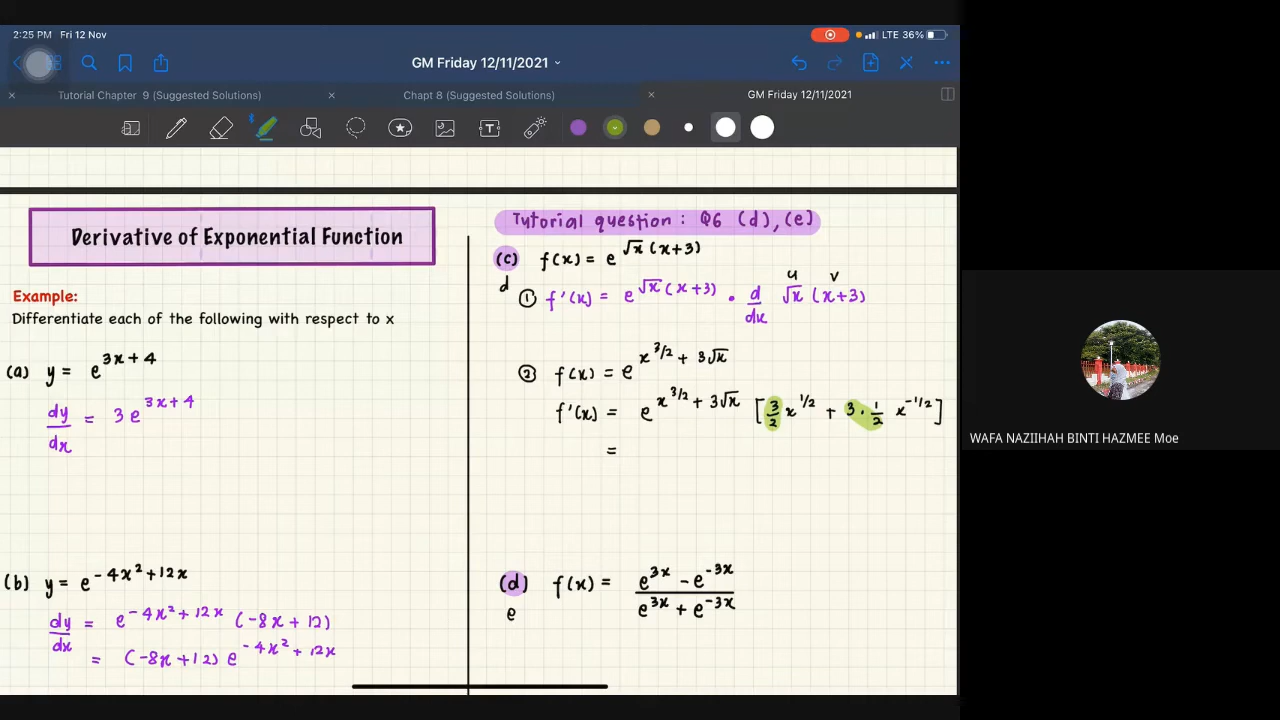 2:25 PM Fri 12 Nov
LTE 36%
GM Friday 12/11/2021
Tutorial Chapter 9 (Suggested Solutions)
Chapt 8 (Suggested Solutions)
GM Friday 12/11/2021
Derivative of Exponential Function
Example:
Differentiate each of the following with respect to x
(a) y = e^{3x + 4}
dy/dx = 3e^{3x + 4}
(b) y = e^{-4x² + 12x}
dy/dx = e^{-4x² + 12x} (-8x + 12)
= (-8x + 12) e^{-4x² + 12x}
Tutorial question : Q6 (d), (e)
(c) f(x) = e^{√x (x+3)}
d
u v
① f'(x) = e^{√x (x+3)} • d/dx √x (x+3)
② f(x) = e^{x^{3/2} + 3√x}
f'(x) = e^{x^{3/2} + 3√x} [3/2 x^{1/2} + 3 · 1/2 x^{-1/2}]
=
(d) f(x) = e^{3x} - e^{-3x} / e^{3x} + e^{-3x}
e
WAFA NAZIIHAH BINTI HAZMEE Moe